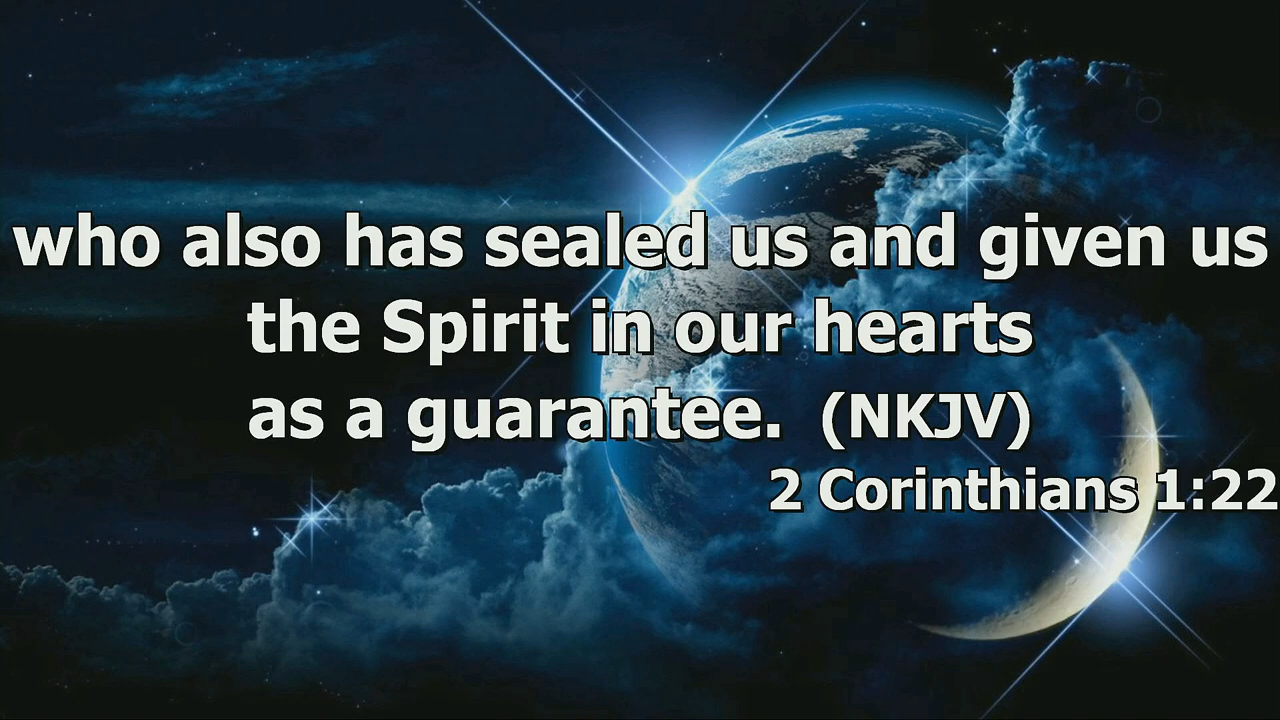 who also has sealed us and given us
the Spirit in our hearts
as a guarantee. (NKJV)
2 Corinthians 1:22